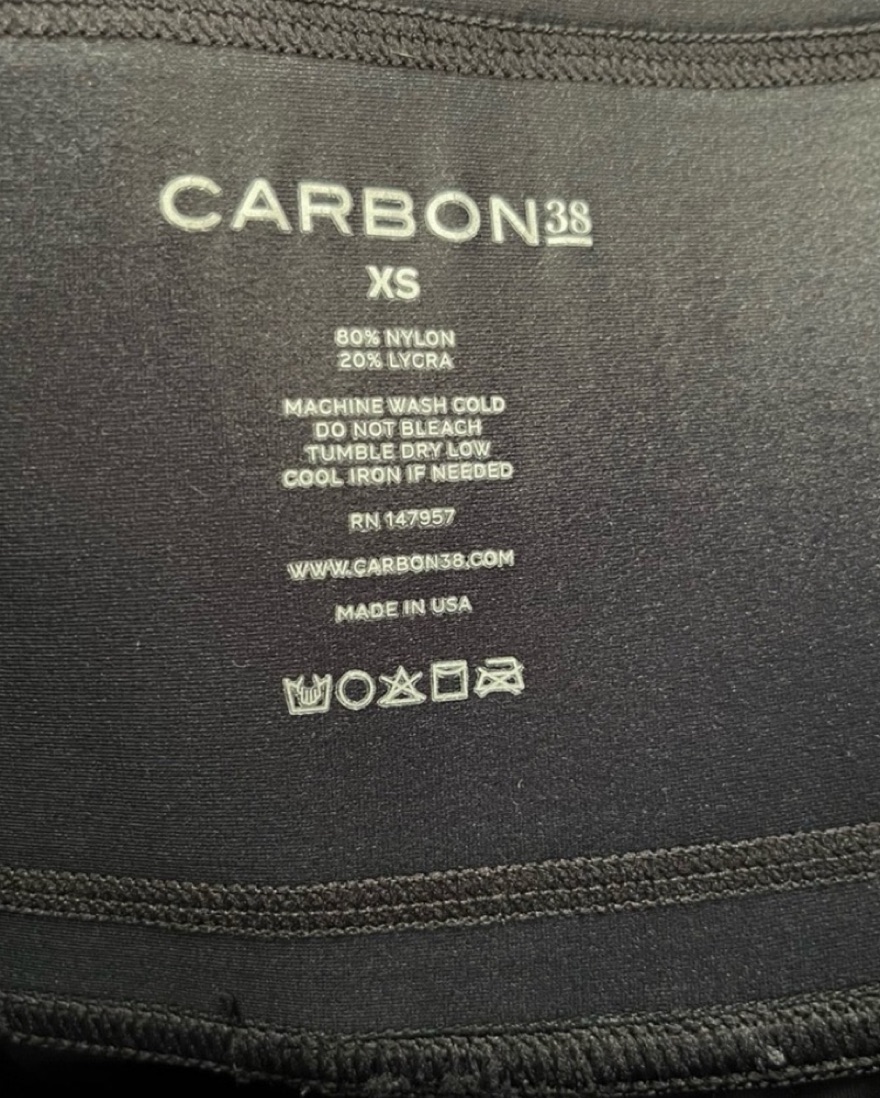 CARBON38
XS
80% NYLON
20% LYCRA
MACHINE WASH COLD
DO NOT BLEACH
TUMBLE DRY LOW
COOL IRON IF NEEDED
RN 147957
WWW.CARBON38.COM
MADE IN USA